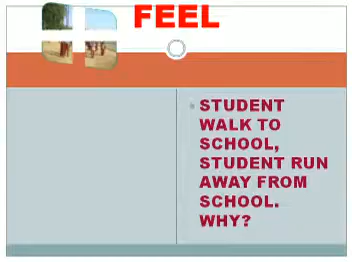 FEEL
STUDENT
WALK TO
SCHOOL,
STUDENT RUN
AWAY FROM
SCHOOL.
WHY?